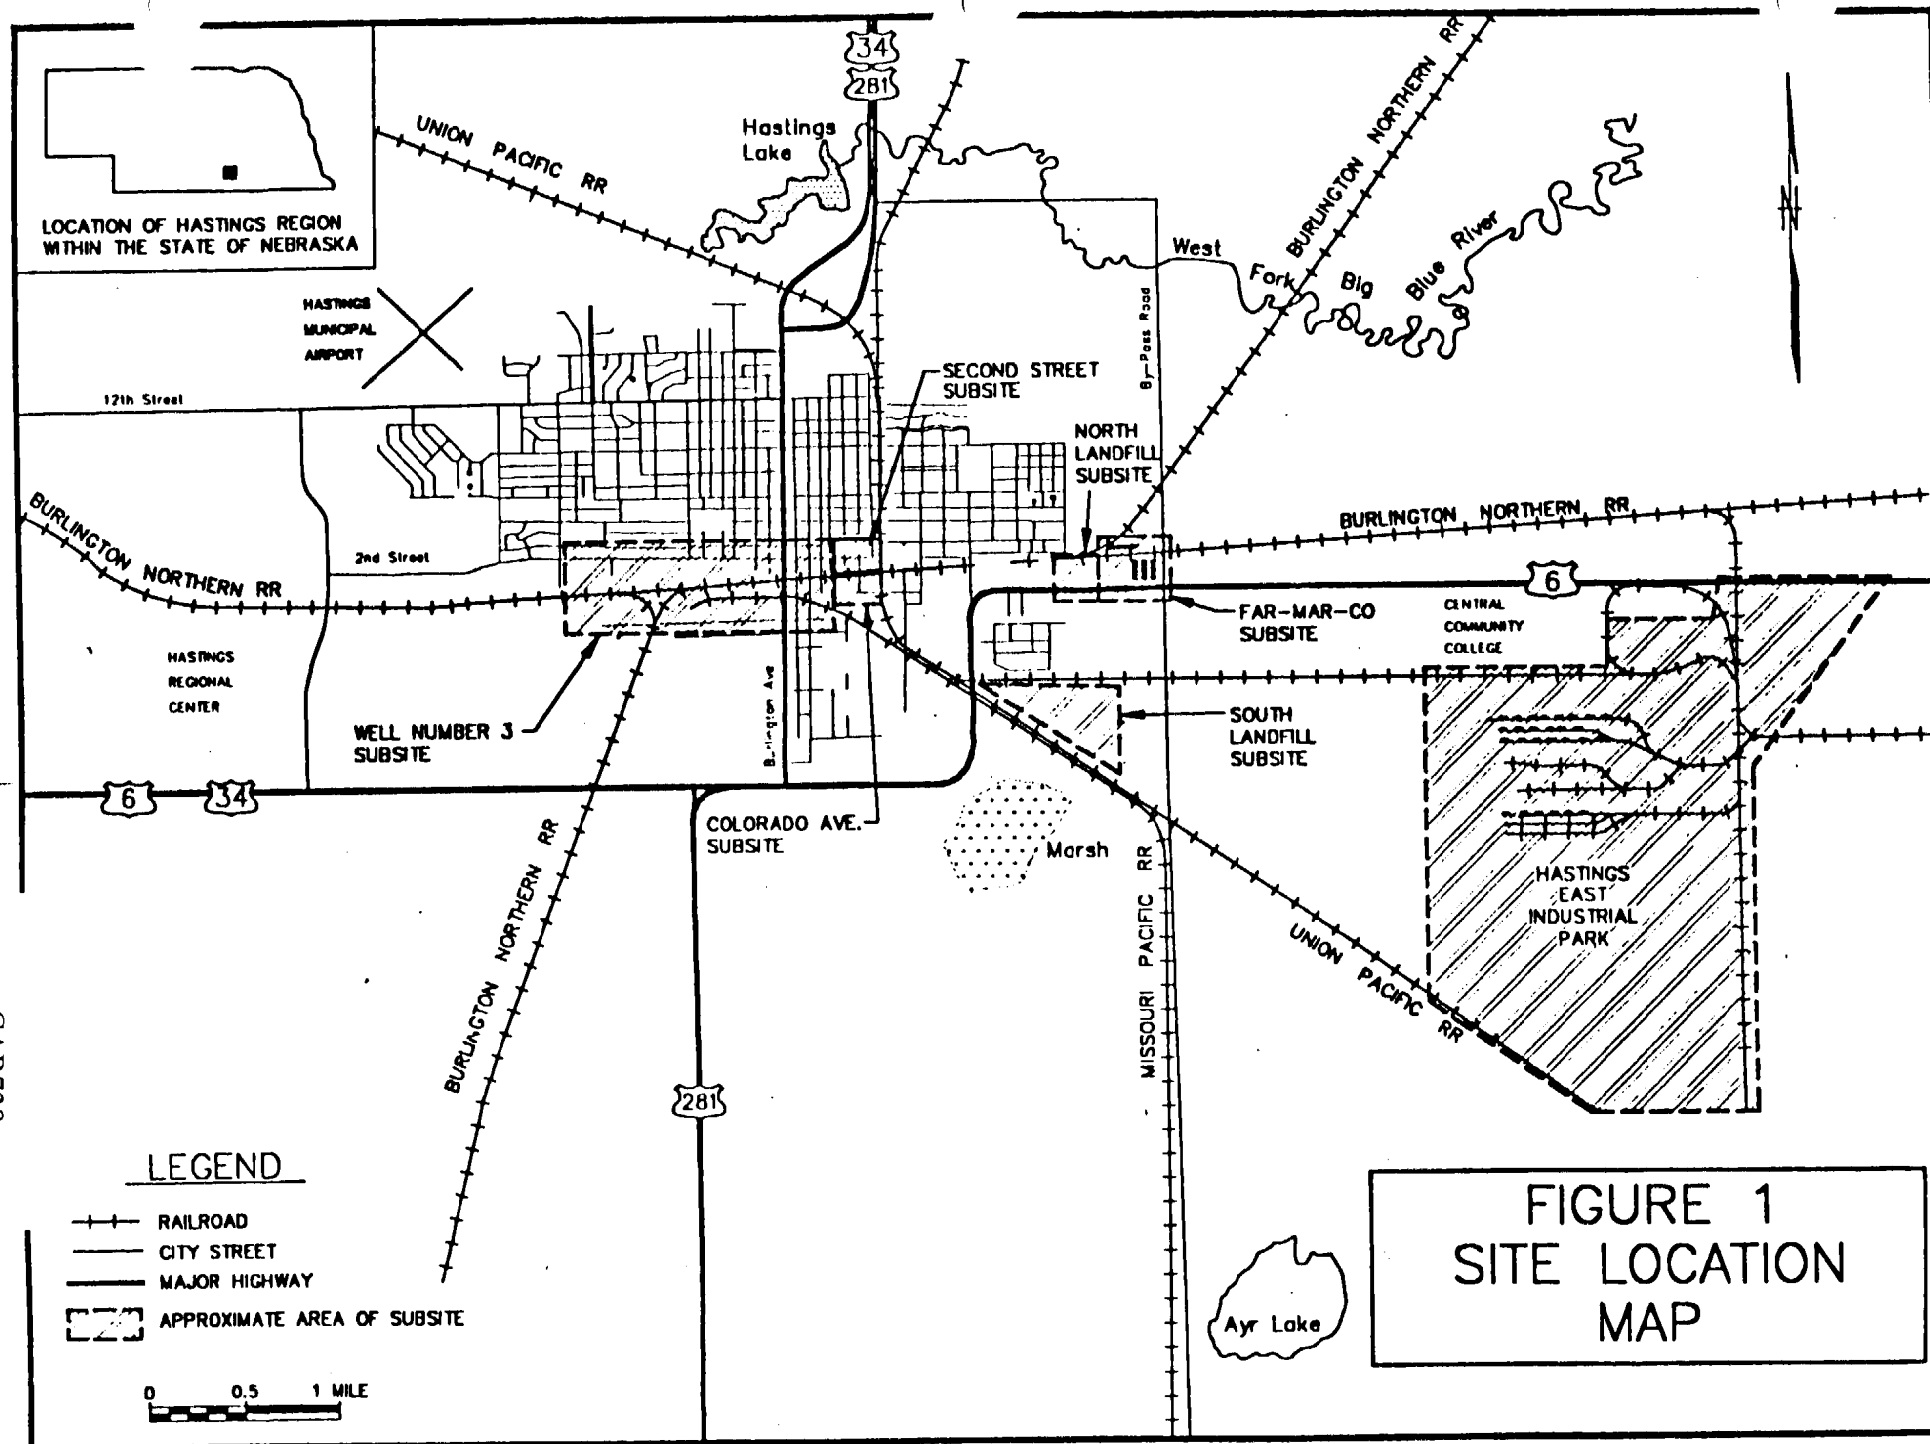 34
281
LOCATION OF HASTINGS REGION
WITHIN THE STATE OF NEBRASKA
UNION PACIFIC RR
Hastings
Lake
BURLINGTON NORTHERN RR
West
Fork
Big
Blue
River
N
HASTINGS
MUNICIPAL
AIRPORT
12th Street
By-Pass Road
SECOND STREET
SUBSITE
NORTH
LANDFILL
SUBSITE
BURLINGTON NORTHERN RR
2nd Street
BURLINGTON NORTHERN RR
6
FAR-MAR-CO
SUBSITE
CENTRAL
COMMUNITY
COLLEGE
HASTINGS
REGIONAL
CENTER
WELL NUMBER 3
SUBSITE
Burlington Ave
SOUTH
LANDFILL
SUBSITE
6
34
COLORADO AVE.
SUBSITE
Marsh
MISSOURI PACIFIC RR
BURLINGTON NORTHERN RR
HASTINGS
EAST
INDUSTRIAL
PARK
UNION PACIFIC RR
281
LEGEND
RAILROAD
CITY STREET
MAJOR HIGHWAY
APPROXIMATE AREA OF SUBSITE
0 0.5 1 MILE
Ayr Lake
FIGURE 1
SITE LOCATION
MAP